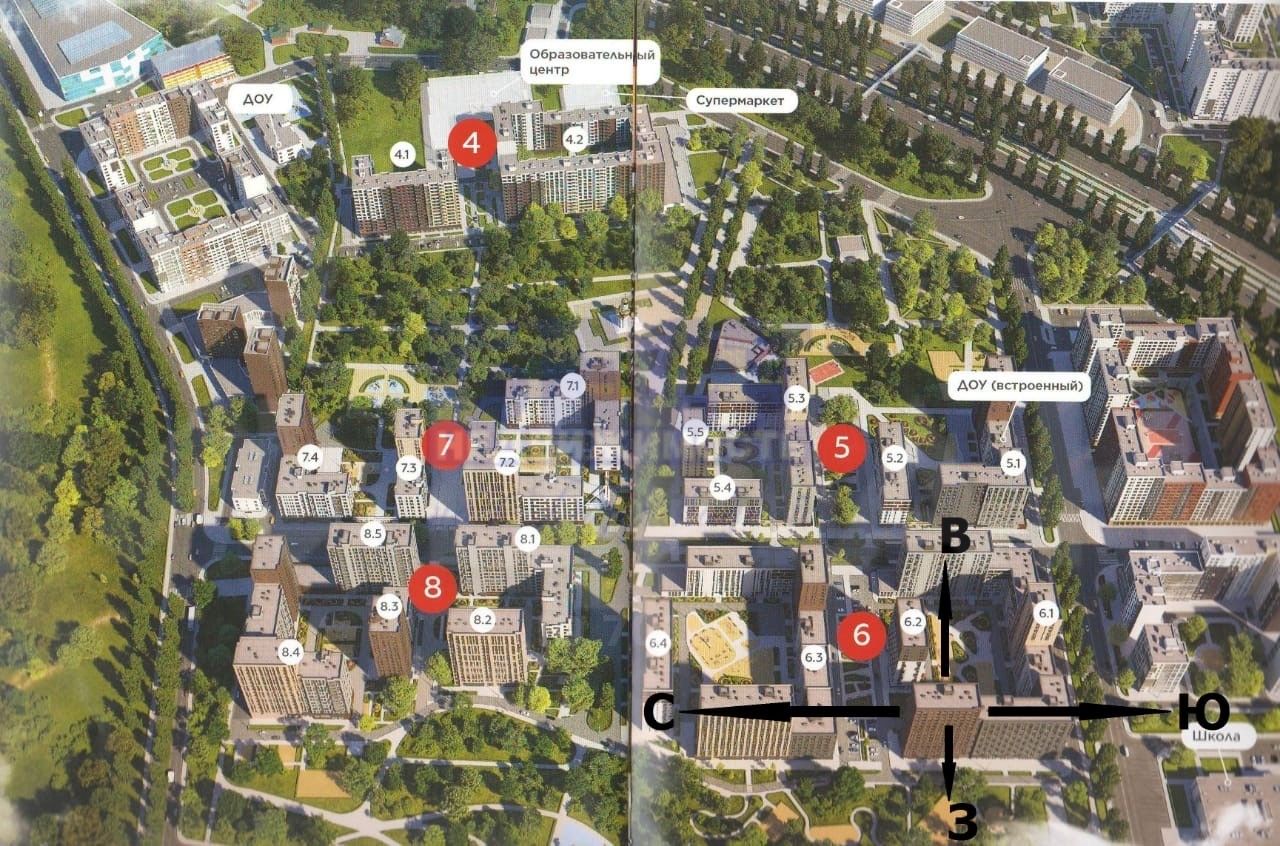 Образовательный
центр
ДОУ
Супермаркет
4
4.1
4.2
7.1
5.3
ДОУ (встроенный)
7
5.5
5
7.4
7.3
7.2
5.2
5.1
5.4
8.5
8.1
В
8
8.3
8.2
6.2
6.1
6
6.4
6.3
8.4
С
Ю
Школа
З